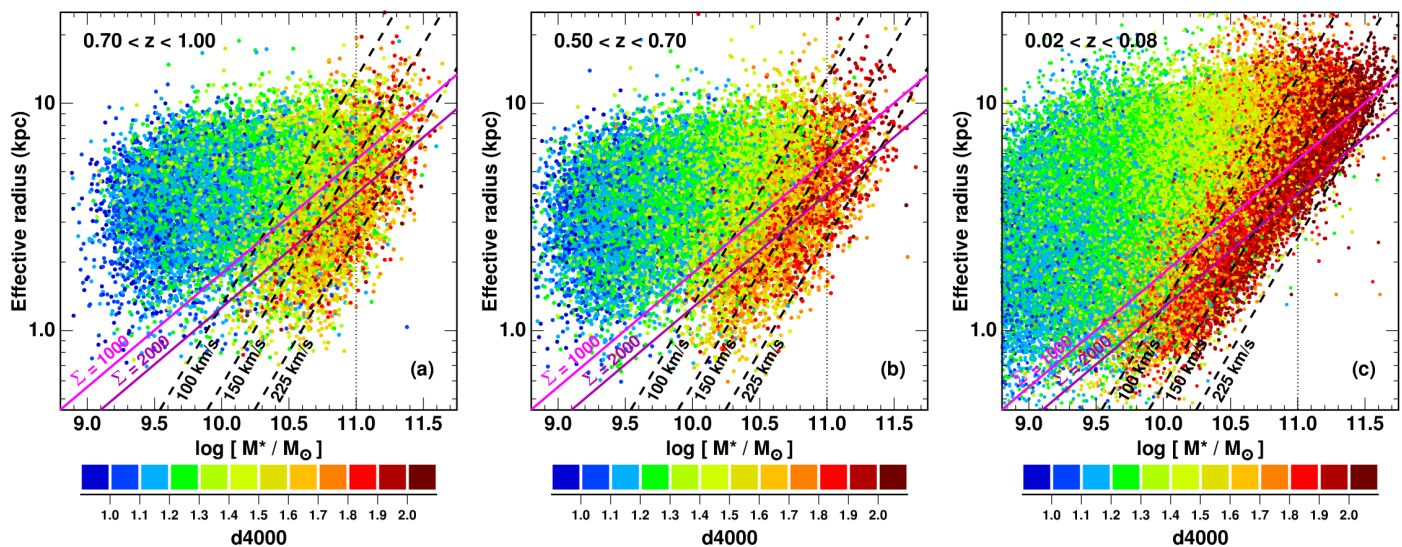 0.70 < z < 1.00
Effective radius (kpc)
10
1.0
Σ = 1000
Σ = 2000
100 km/s
150 km/s
225 km/s
(a)
9.0 9.5 10.0 10.5 11.0 11.5
log [ M* / M⊙ ]
1.0 1.1 1.2 1.3 1.4 1.5 1.6 1.7 1.8 1.9 2.0
d4000
0.50 < z < 0.70
Effective radius (kpc)
10
1.0
Σ = 1000
Σ = 2000
100 km/s
150 km/s
225 km/s
(b)
9.0 9.5 10.0 10.5 11.0 11.5
log [ M* / M⊙ ]
1.0 1.1 1.2 1.3 1.4 1.5 1.6 1.7 1.8 1.9 2.0
d4000
0.02 < z < 0.08
Effective radius (kpc)
10
1.0
Σ = 1000
Σ = 2000
100 km/s
150 km/s
225 km/s
(c)
9.0 9.5 10.0 10.5 11.0 11.5
log [ M* / M⊙ ]
1.0 1.1 1.2 1.3 1.4 1.5 1.6 1.7 1.8 1.9 2.0
d4000